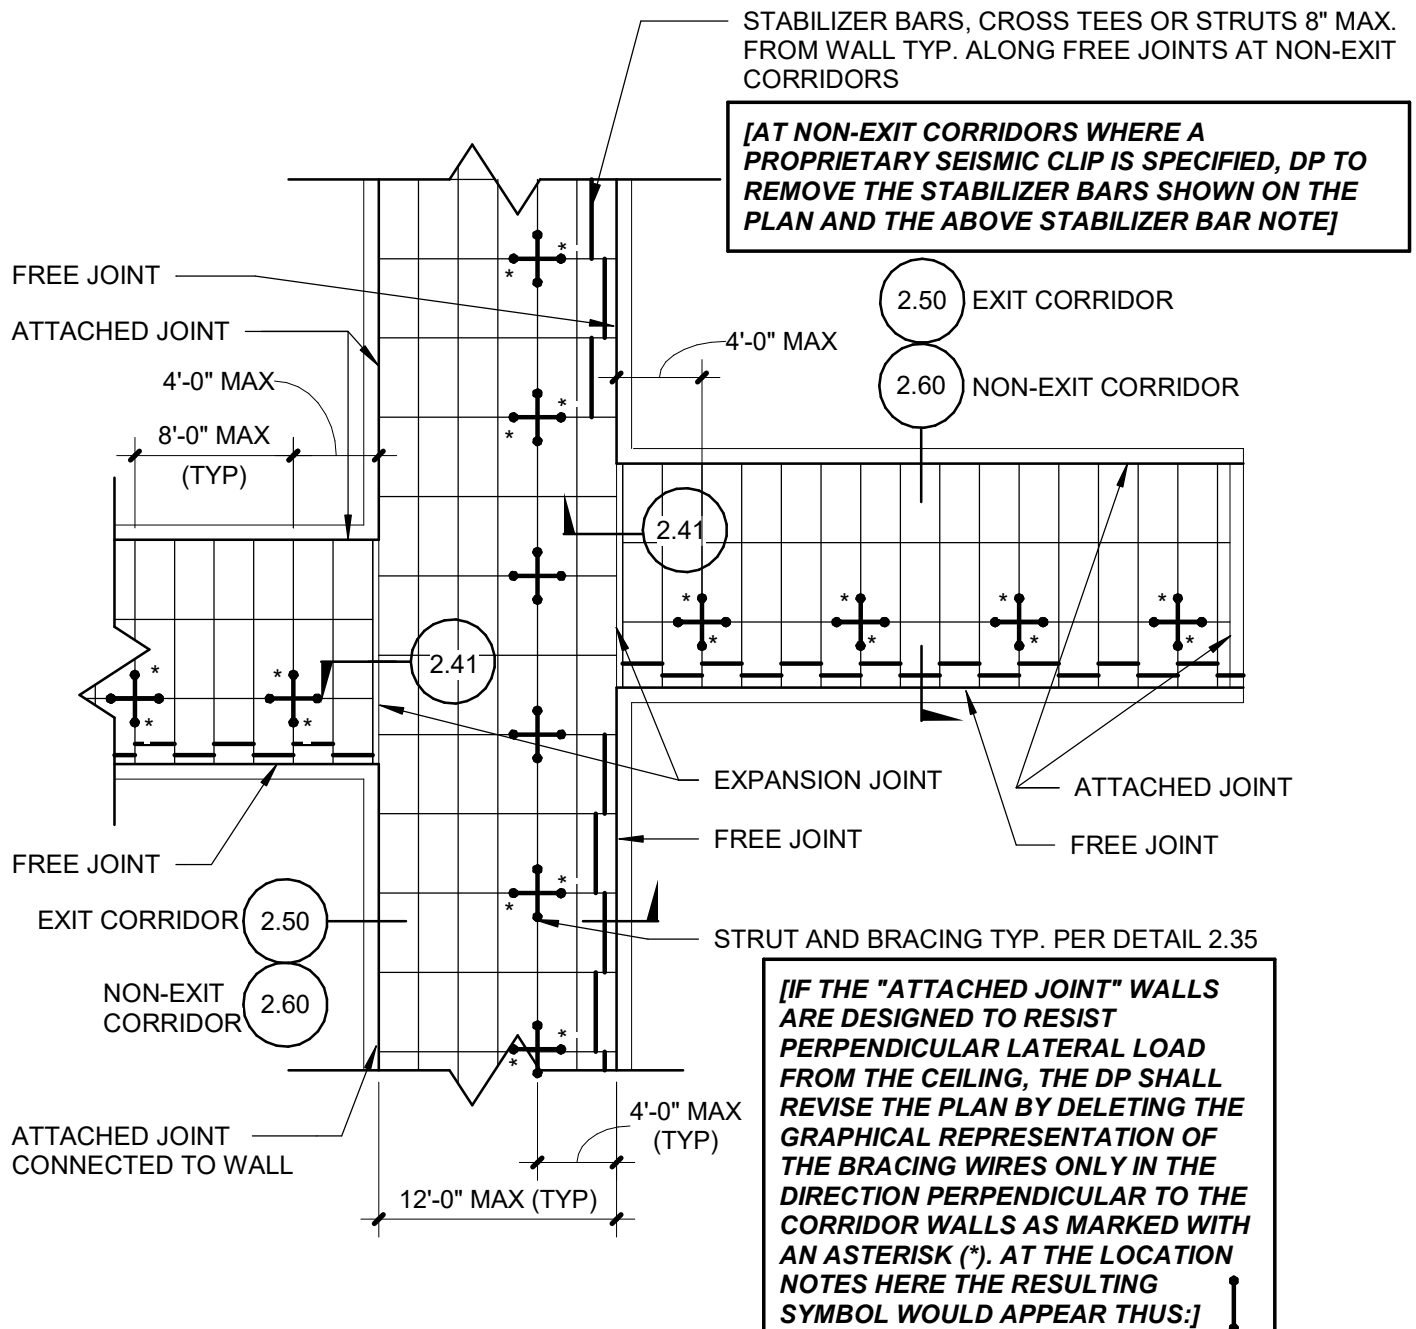 STABILIZER BARS, CROSS TEES OR STRUTS 8" MAX.
FROM WALL TYP. ALONG FREE JOINTS AT NON-EXIT
CORRIDORS
[AT NON-EXIT CORRIDORS WHERE A
PROPRIETARY SEISMIC CLIP IS SPECIFIED, DP TO
REMOVE THE STABILIZER BARS SHOWN ON THE
PLAN AND THE ABOVE STABILIZER BAR NOTE]
FREE JOINT
ATTACHED JOINT
4'-0" MAX
8'-0" MAX
(TYP)
4'-0" MAX
2.50 EXIT CORRIDOR
2.60 NON-EXIT CORRIDOR
2.41
2.41
EXPANSION JOINT
ATTACHED JOINT
FREE JOINT
FREE JOINT
FREE JOINT
EXIT CORRIDOR 2.50
NON-EXIT
CORRIDOR 2.60
STRUT AND BRACING TYP. PER DETAIL 2.35
ATTACHED JOINT
CONNECTED TO WALL
4'-0" MAX
(TYP)
12'-0" MAX (TYP)
[IF THE "ATTACHED JOINT" WALLS
ARE DESIGNED TO RESIST
PERPENDICULAR LATERAL LOAD
FROM THE CEILING, THE DP SHALL
REVISE THE PLAN BY DELETING THE
GRAPHICAL REPRESENTATION OF
THE BRACING WIRES ONLY IN THE
DIRECTION PERPENDICULAR TO THE
CORRIDOR WALLS AS MARKED WITH
AN ASTERISK (*). AT THE LOCATION
NOTES HERE THE RESULTING
SYMBOL WOULD APPEAR THUS:]